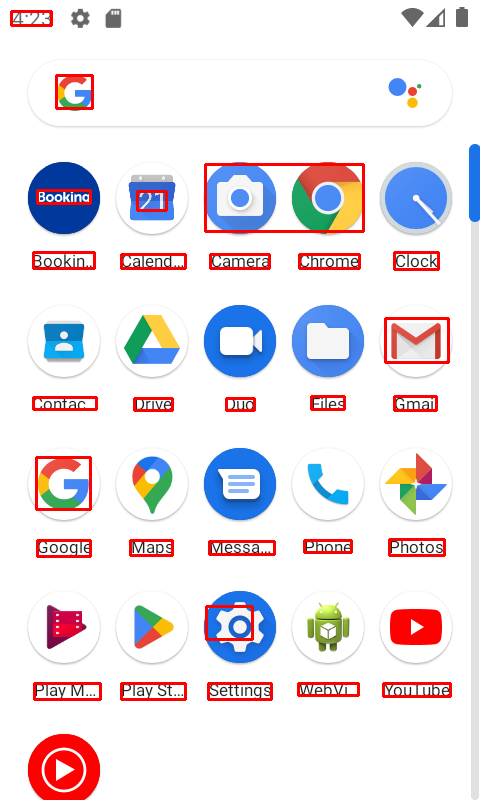 4:23
G
Booking
21
Bookin...
Calend...
Camera
Chrome
Clock
Contac...
Drive
Duo
Files
Gmail
G
Google
Maps
Messa...
Phone
Photos
Play M...
Play St...
Settings
WebVi...
YouTube